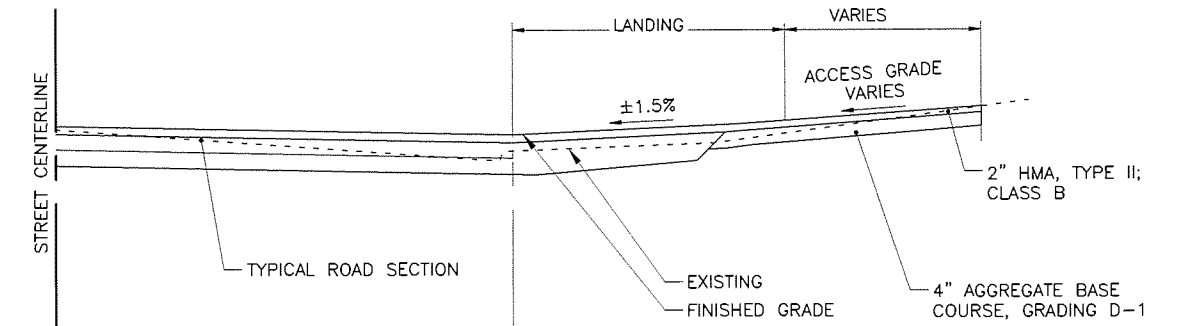 LANDING
VARIES
ACCESS GRADE
VARIES
±1.5%
STREET CENTERLINE
2" HMA, TYPE II;
CLASS B
TYPICAL ROAD SECTION
EXISTING
FINISHED GRADE
4" AGGREGATE BASE
COURSE, GRADING D-1